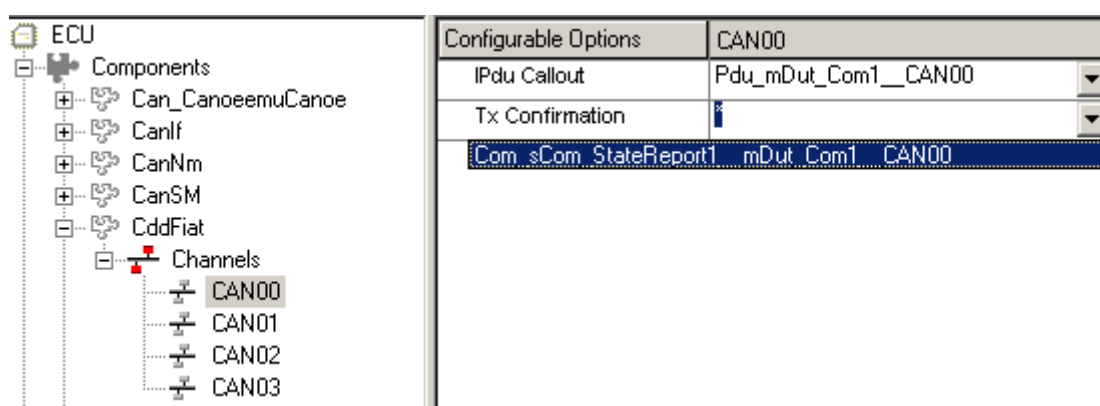 ECU
Components
Can_CanoeemuCanoe
CanIf
CanNm
CanSM
CddFiat
Channels
CAN00
CAN01
CAN02
CAN03
Configurable Options CAN00
IPdu Callout Pdu_mDut_Com1__CAN00
Tx Confirmation *
Com_sCom_StateReport1__mDut_Com1__CAN00